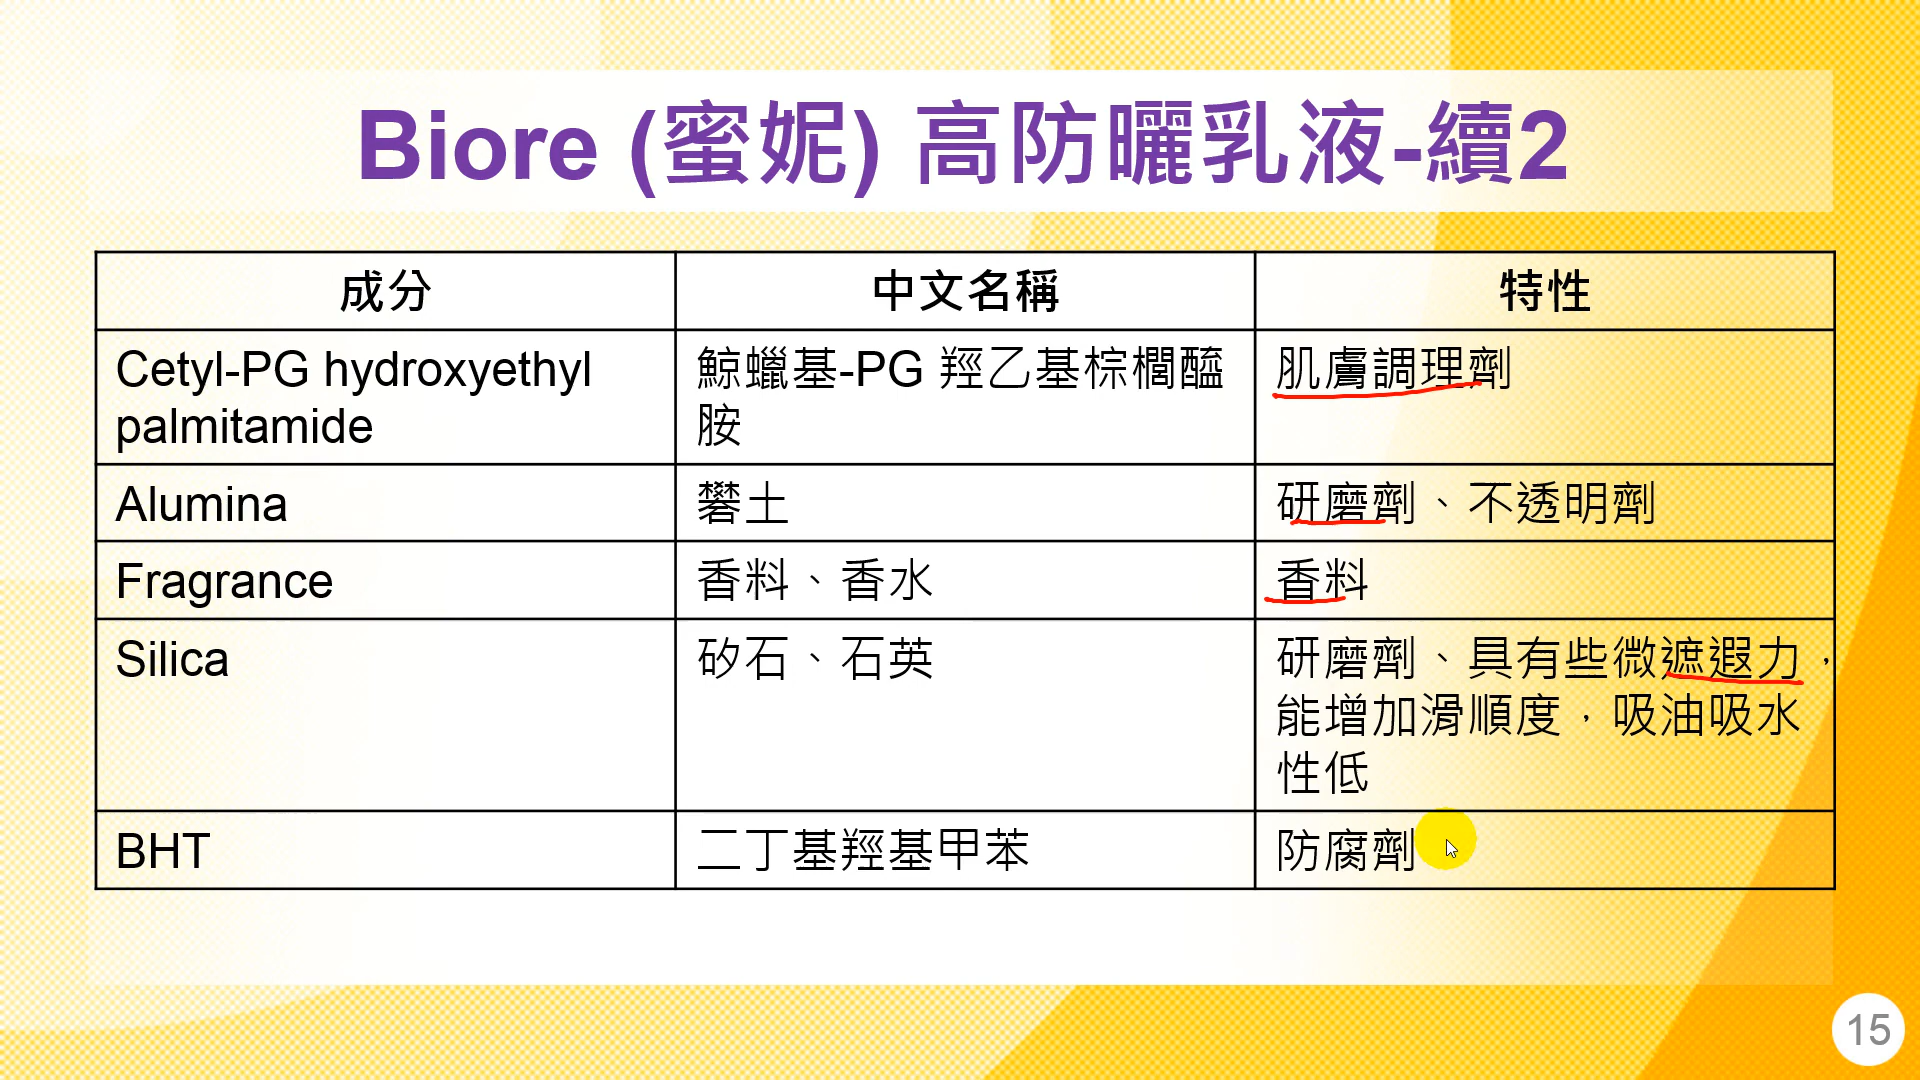 Biore (蜜妮) 高防曬乳液-續2
成分 中文名稱 特性
Cetyl-PG hydroxyethyl 鯨蠟基-PG 羥乙基棕櫚醯 肌膚調理劑
palmitamide 胺
Alumina 礬土 研磨劑、不透明劑
Fragrance 香料、香水 香料
Silica 矽石、石英 研磨劑、具有些微遮遐力，
能增加滑順度，吸油吸水
性低
BHT 二丁基羥基甲苯 防腐劑
15